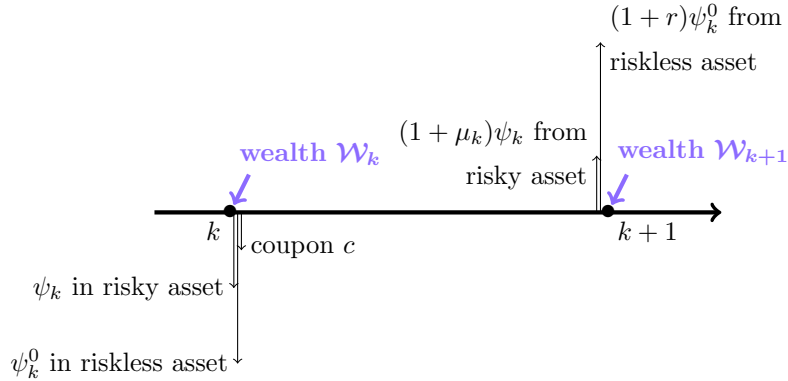 (1 + r)ψ_k^0 from
riskless asset
(1 + μ_k)ψ_k from
risky asset
wealth 𝒲_k
wealth 𝒲_{k+1}
k
k + 1
coupon c
ψ_k in risky asset
ψ_k^0 in riskless asset